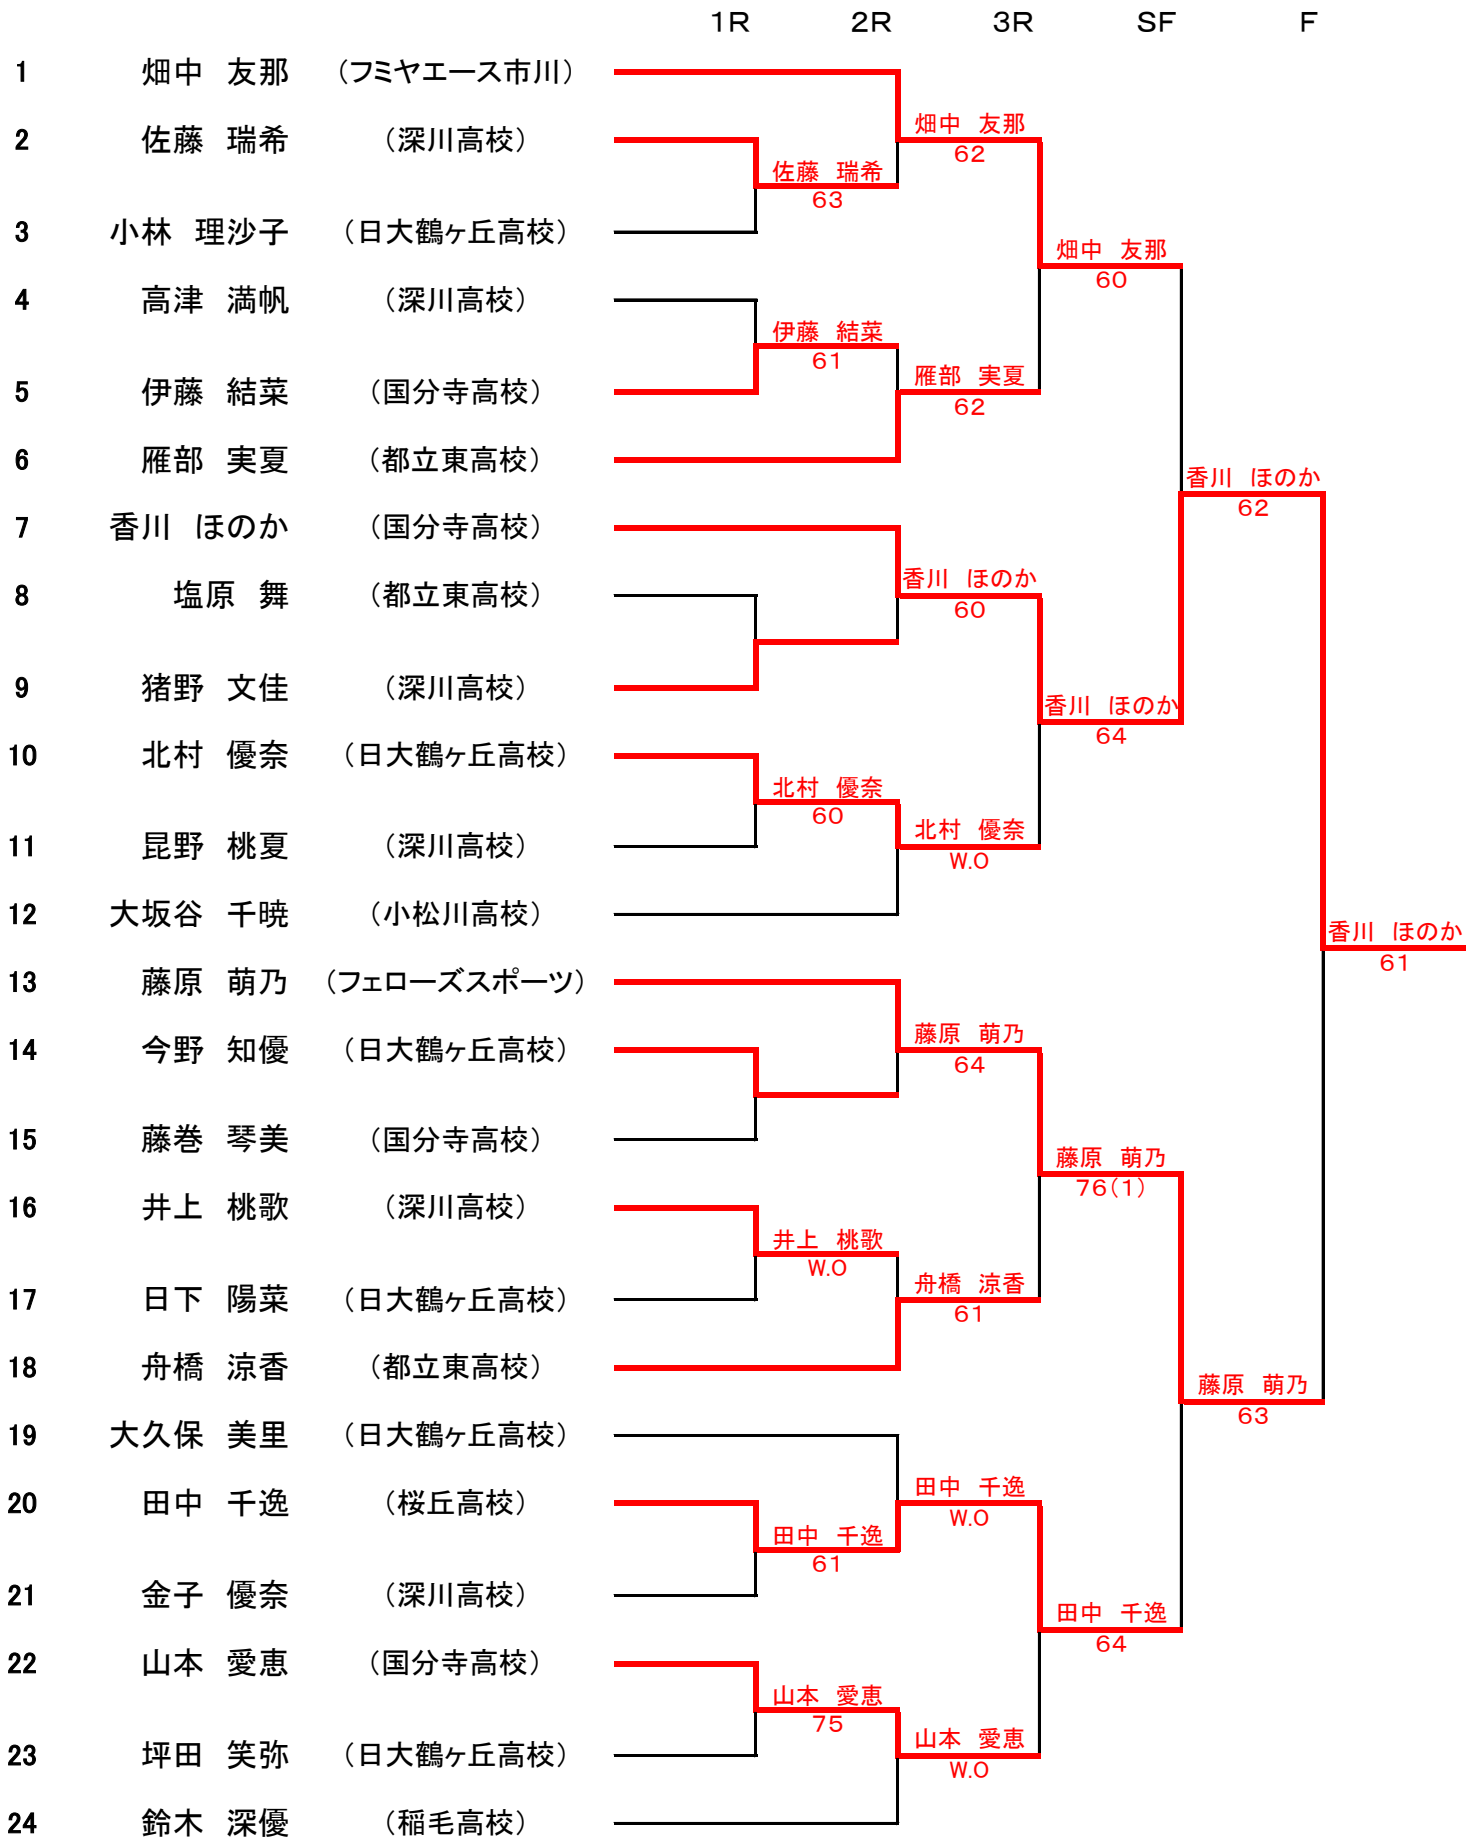 1R 2R 3R SF F
1 畑中 友那 （フミヤエース市川）
畑中 友那
2 佐藤 瑞希 （深川高校）
62
佐藤 瑞希
63
3 小林 理沙子 （日大鶴ヶ丘高校）
畑中 友那
60
4 高津 満帆 （深川高校）
伊藤 結菜
61
雁部 実夏
5 伊藤 結菜 （国分寺高校）
62
6 雁部 実夏 （都立東高校）
香川 ほのか
62
7 香川 ほのか （国分寺高校）
香川 ほのか
8 塩原 舞 （都立東高校）
60
9 猪野 文佳 （深川高校）
香川 ほのか
64
10 北村 優奈 （日大鶴ヶ丘高校）
北村 優奈
60
北村 優奈
11 昆野 桃夏 （深川高校）
W.O
12 大坂谷 千暁 （小松川高校）
香川 ほのか
61
13 藤原 萌乃 （フェローズスポーツ）
藤原 萌乃
14 今野 知優 （日大鶴ヶ丘高校）
64
15 藤巻 琴美 （国分寺高校）
藤原 萌乃
76(1)
16 井上 桃歌 （深川高校）
井上 桃歌
W.O
舟橋 涼香
17 日下 陽菜 （日大鶴ヶ丘高校）
61
18 舟橋 涼香 （都立東高校）
藤原 萌乃
63
19 大久保 美里 （日大鶴ヶ丘高校）
田中 千逸
20 田中 千逸 （桜丘高校）
W.O
田中 千逸
61
21 金子 優奈 （深川高校）
田中 千逸
64
22 山本 愛恵 （国分寺高校）
山本 愛恵
75
山本 愛恵
23 坪田 笑弥 （日大鶴ヶ丘高校）
W.O
24 鈴木 深優 （稲毛高校）